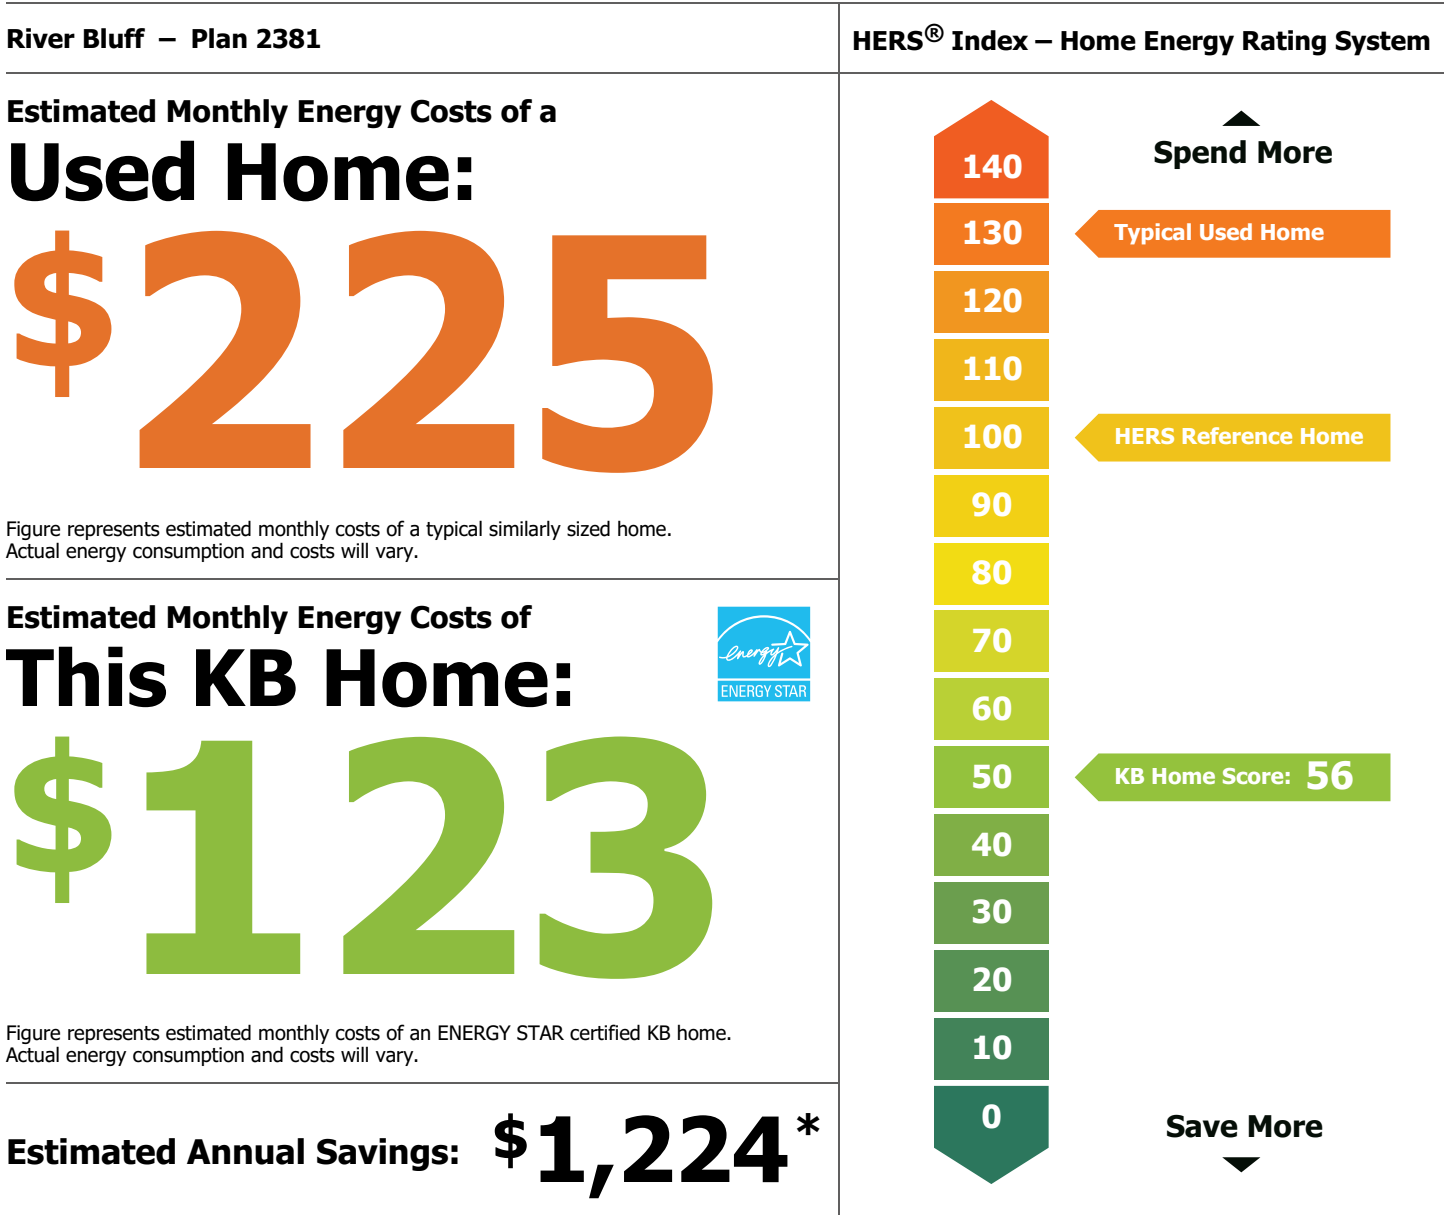 River Bluff – Plan 2381
Estimated Monthly Energy Costs of a
Used Home:
$225
Figure represents estimated monthly costs of a typical similarly sized home.
Actual energy consumption and costs will vary.
Estimated Monthly Energy Costs of
This KB Home:
energy
ENERGY STAR
$123
Figure represents estimated monthly costs of an ENERGY STAR certified KB home.
Actual energy consumption and costs will vary.
Estimated Annual Savings: $1,224*
HERS® Index – Home Energy Rating System
Spend More
140
130 Typical Used Home
120
110
100 HERS Reference Home
90
80
70
60
50 KB Home Score: 56
40
30
20
10
0
Save More